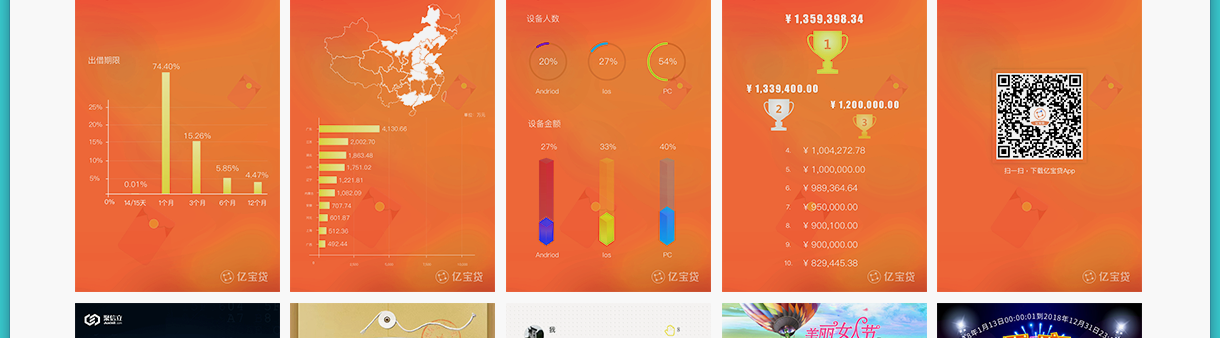 出借期限
74.40%
25%
20%
15%
10%
5%
0%
0.01%
15.26%
5.85%
4.47%
14/15天
1个月
3个月
6个月
12个月
亿宝贷
4,130.66
2,002.70
1,863.48
1,751.02
1,221.81
1,082.09
707.74
601.87
512.36
492.44
亿宝贷
设备人数
20%
27%
54%
Andriod
Ios
PC
设备金额
27%
33%
40%
Andriod
Ios
PC
亿宝贷
¥ 1,359,398.34
1
¥ 1,339,400.00
2
¥ 1,200,000.00
3
4. ¥ 1,004,272.78
5. ¥ 1,000,000.00
6. ¥ 989,364.64
7. ¥ 950,000.00
8. ¥ 900,100.00
9. ¥ 900,000.00
10. ¥ 829,445.38
亿宝贷
扫一扫·下载亿宝贷App
亿宝贷
聚信立
我
美丽女人节
8年1月13日00:00:01到2018年12月31日23